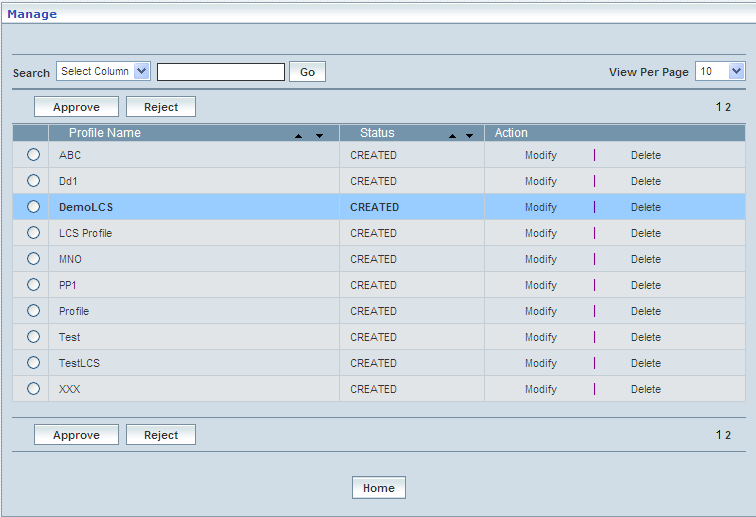 Manage
Search Select Column Go View Per Page 10
Approve Reject 1 2
Profile Name Status Action
ABC CREATED Modify | Delete
Dd1 CREATED Modify | Delete
DemoLCS CREATED Modify | Delete
LCS Profile CREATED Modify | Delete
MNO CREATED Modify | Delete
PP1 CREATED Modify | Delete
Profile CREATED Modify | Delete
Test CREATED Modify | Delete
TestLCS CREATED Modify | Delete
XXX CREATED Modify | Delete
Approve Reject 1 2
Home